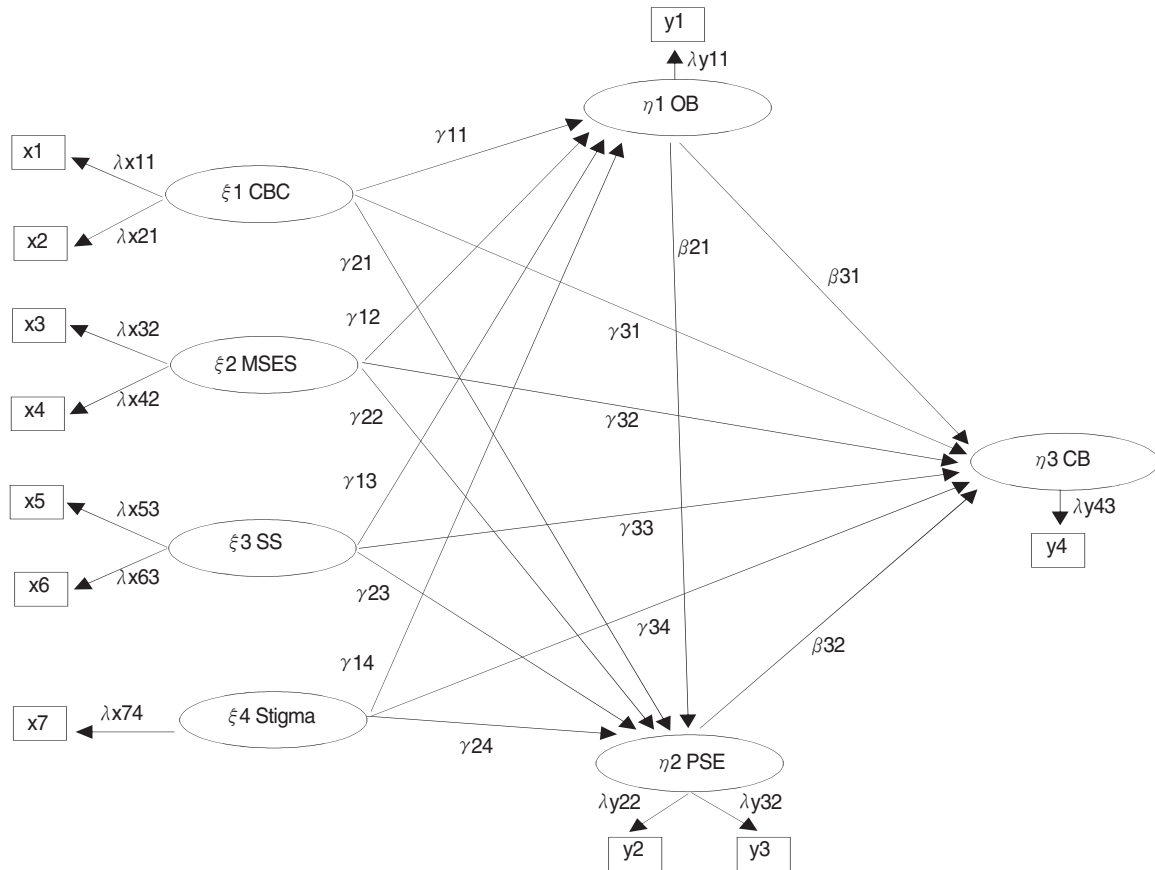 y1
λy11
η1 OB
γ11
x1
λx11
ξ1 CBC
x2
λx21
β21
γ21
β31
x3
λx32
γ12
γ31
ξ2 MSES
x4
λx42
γ22
γ32
η3 CB
γ13
x5
λx53
λy43
γ33
ξ3 SS
y4
x6
λx63
γ23
γ34
β32
γ14
x7
λx74
ξ4 Stigma
γ24
η2 PSE
λy22
λy32
y2
y3